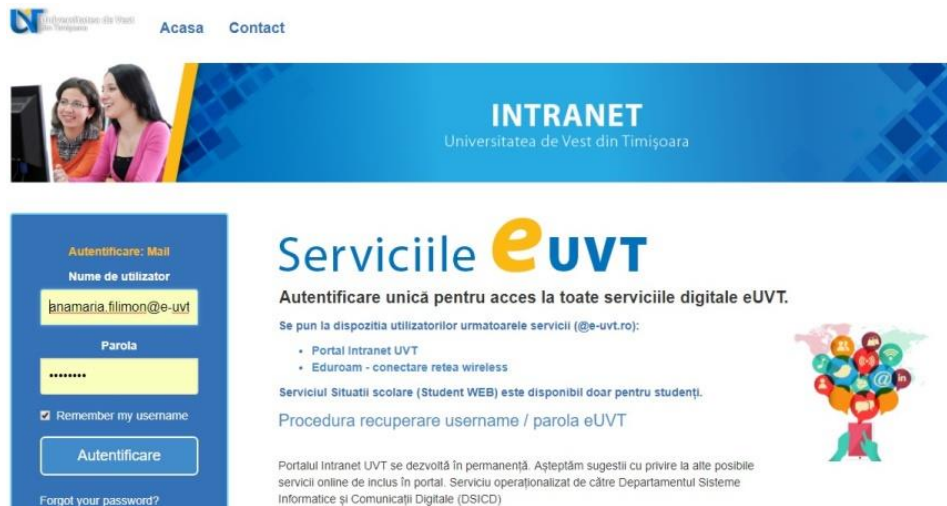 Universitatea de Vest
din Timişoara
Acasa Contact
INTRANET
Universitatea de Vest din Timişoara
Autentificare: Mail
Nume de utilizator
anamaria.filimon@e-uvt
Parola
••••••••
Remember my username
Autentificare
Forgot your password?
Serviciile eUVT
Autentificare unică pentru acces la toate serviciile digitale eUVT.
Se pun la dispozitia utilizatorilor urmatoarele servicii (@e-uvt.ro):
• Portal Intranet UVT
• Eduroam - conectare retea wireless
Serviciul Situatii scolare (Student WEB) este disponibil doar pentru studenți.
Procedura recuperare username / parola eUVT
Portalul Intranet UVT se dezvoltă în permanență. Așteptăm sugestii cu privire la alte posibile
servicii online de inclus în portal. Serviciu operaționalizat de către Departamentul Sisteme
Informatice și Comunicații Digitale (DSICD)